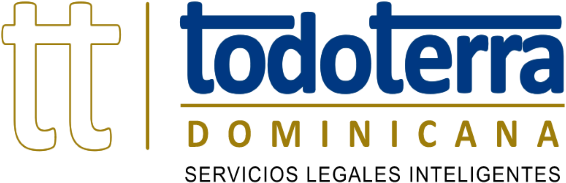 tt
todoterra
DOMINICANA
SERVICIOS LEGALES INTELIGENTES